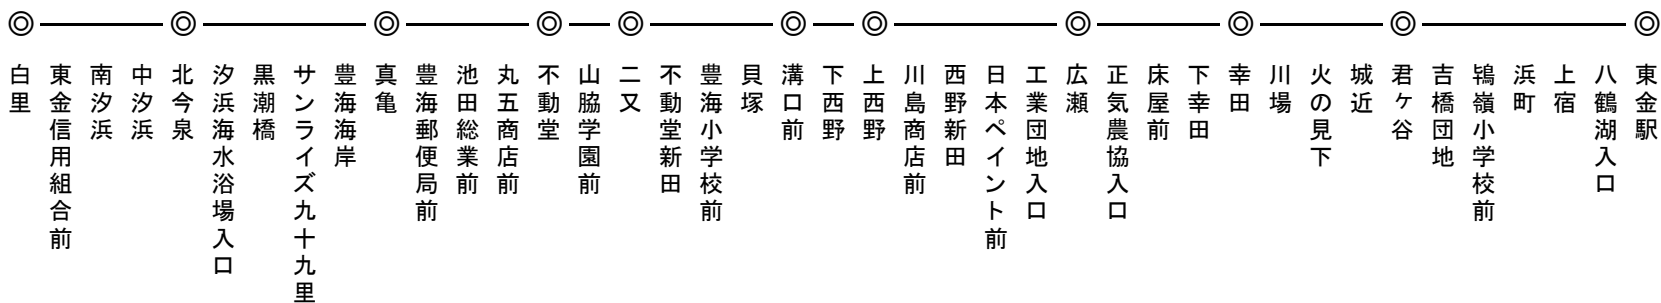 白里
東金信用組合前
南汐浜
中汐浜
北今泉
汐浜海水浴場入口
黒潮橋
サンライズ九十九里
豊海海岸
真亀
豊海郵便局前
池田総業前
丸五商店前
不動堂
山脇学園前
二又
不動堂新田
豊海小学校前
貝塚
溝口前
下西野
上西野
川島商店前
西野新田
日本ペイント前
工業団地入口
広瀬
正気農協入口
床屋前
下幸田
幸田
川場
火の見下
城近
君ヶ谷
吉橋団地
鴇嶺小学校前
浜町
上宿
八鶴湖入口
東金駅